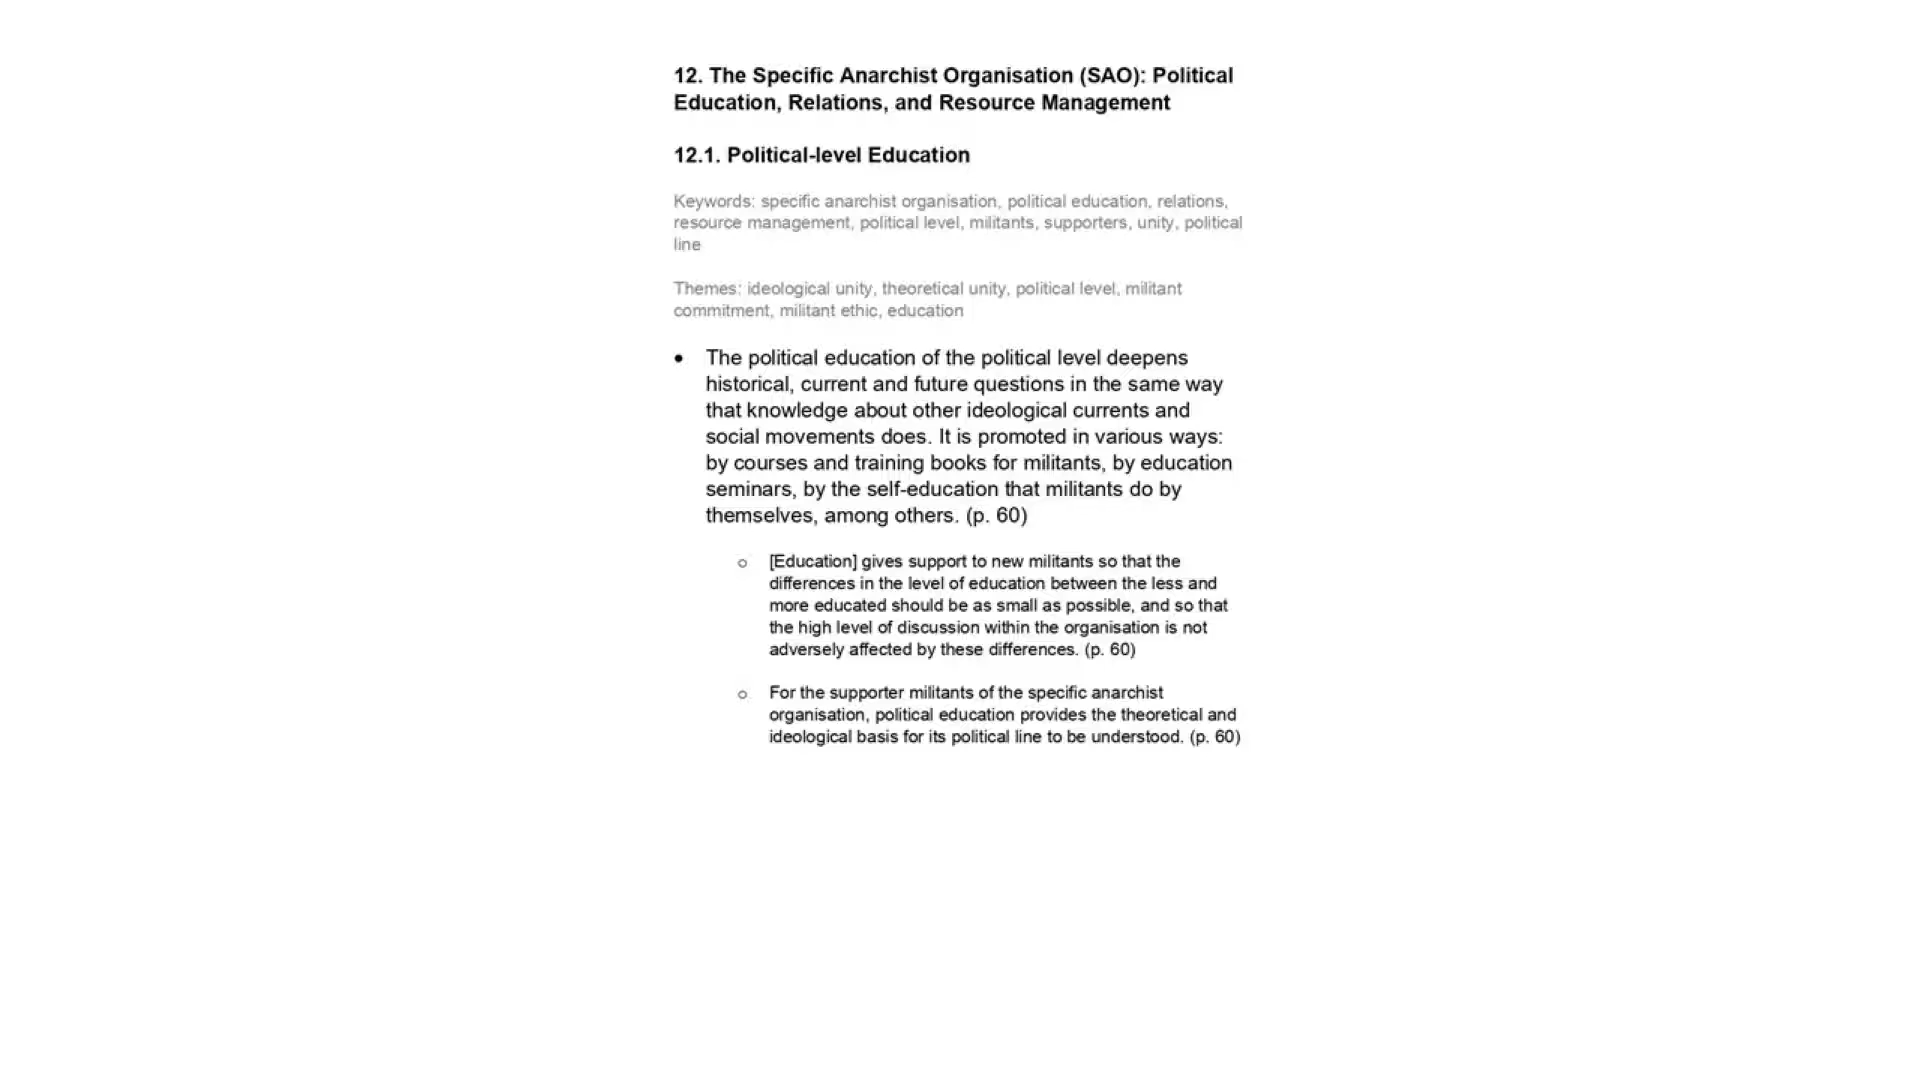 12. The Specific Anarchist Organisation (SAO): Political
Education, Relations, and Resource Management
12.1. Political-level Education
Keywords: specific anarchist organisation, political education, relations,
resource management, political level, militants, supporters, unity, political
line
Themes: ideological unity, theoretical unity, political level, militant
commitment, militant ethic, education
• The political education of the political level deepens
historical, current and future questions in the same way
that knowledge about other ideological currents and
social movements does. It is promoted in various ways:
by courses and training books for militants, by education
seminars, by the self-education that militants do by
themselves, among others. (p. 60)
o [Education] gives support to new militants so that the
differences in the level of education between the less and
more educated should be as small as possible, and so that
the high level of discussion within the organisation is not
adversely affected by these differences. (p. 60)
o For the supporter militants of the specific anarchist
organisation, political education provides the theoretical and
ideological basis for its political line to be understood. (p. 60)